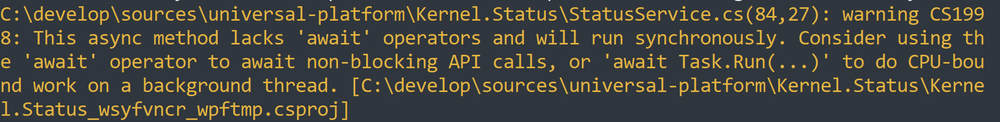 C:\develop\sources\universal-platform\Kernel.Status\StatusService.cs(84,27): warning CS199
8: This async method lacks 'await' operators and will run synchronously. Consider using th
e 'await' operator to await non-blocking API calls, or 'await Task.Run(...)' to do CPU-bou
nd work on a background thread. [C:\develop\sources\universal-platform\Kernel.Status\Kerne
l.Status_wsyfvncr_wpftmp.csproj]